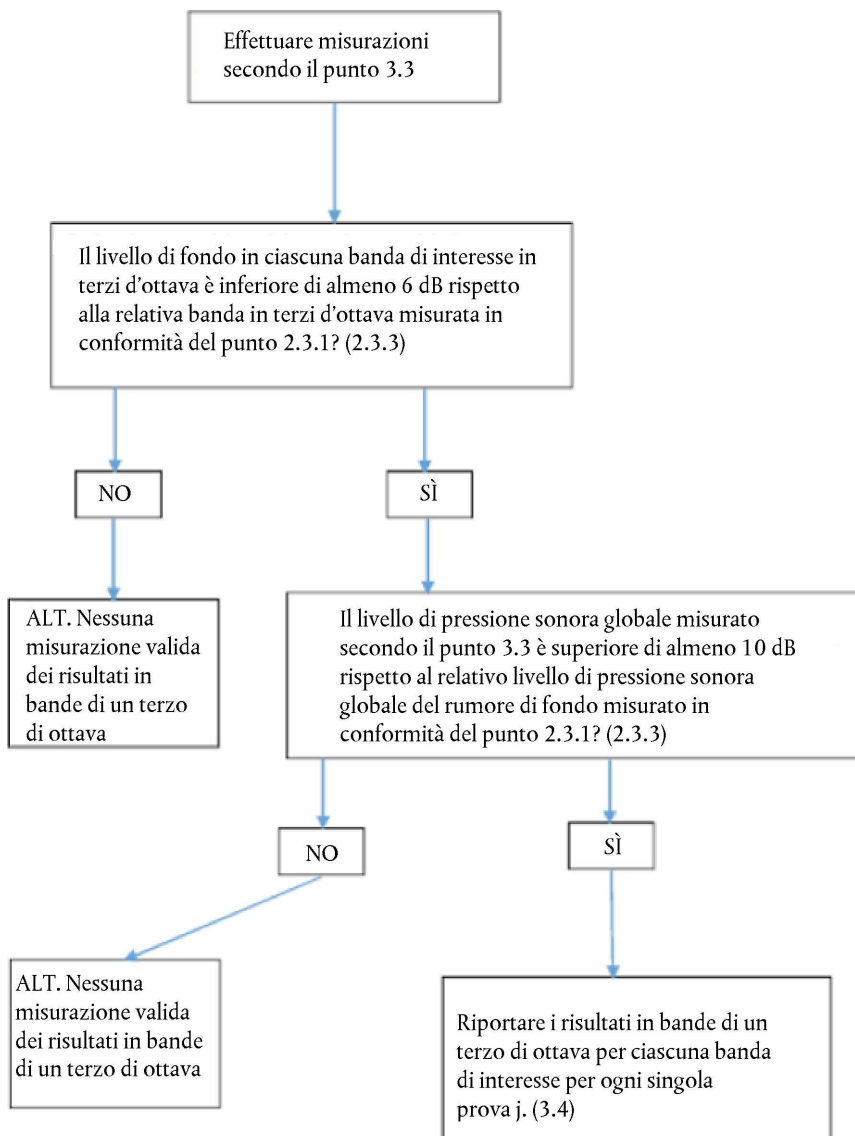 Effettuare misurazioni
secondo il punto 3.3
Il livello di fondo in ciascuna banda di interesse in
terzi d'ottava è inferiore di almeno 6 dB rispetto
alla relativa banda in terzi d'ottava misurata in
conformità del punto 2.3.1? (2.3.3)
NO
SÌ
ALT. Nessuna
misurazione valida
dei risultati in
bande di un terzo
di ottava
Il livello di pressione sonora globale misurato
secondo il punto 3.3 è superiore di almeno 10 dB
rispetto al relativo livello di pressione sonora
globale del rumore di fondo misurato in
conformità del punto 2.3.1? (2.3.3)
NO
SÌ
ALT. Nessuna
misurazione valida
dei risultati in bande
di un terzo di ottava
Riportare i risultati in bande di un
terzo di ottava per ciascuna banda
di interesse per ogni singola
prova j. (3.4)